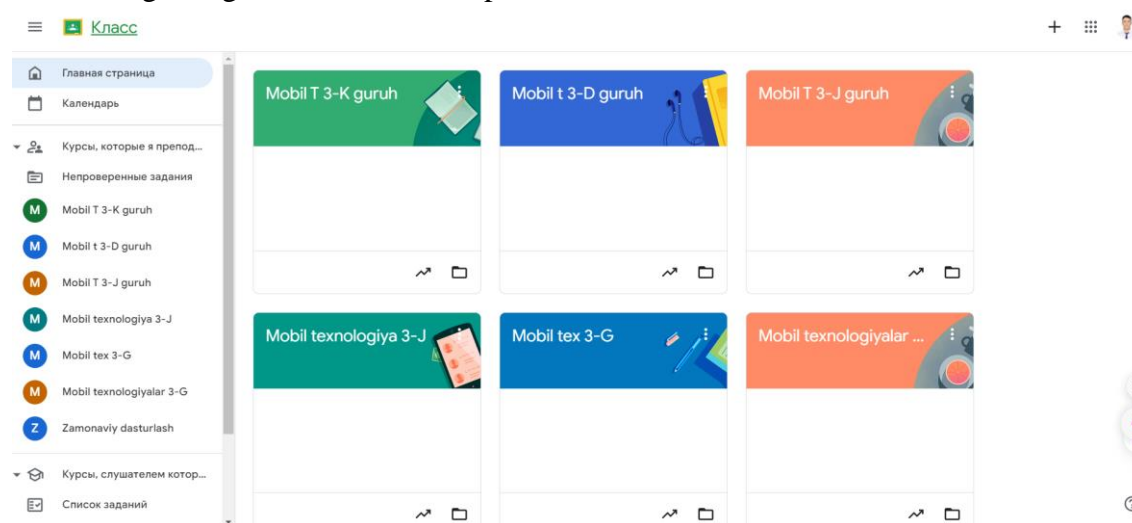 Класс
Главная страница
Календарь
Курсы, которые я препод...
Непроверенные задания
M Mobil T 3-K guruh
M Mobil t 3-D guruh
M Mobil T 3-J guruh
M Mobil texnologiya 3-J
M Mobil tex 3-G
M Mobil texnologiyalar 3-G
Z Zamonaviy dasturlash
Курсы, слушателем котор...
Список заданий
Mobil T 3-K guruh
Mobil t 3-D guruh
Mobil T 3-J guruh
Mobil texnologiya 3-J
Mobil tex 3-G
Mobil texnologiyalar ...